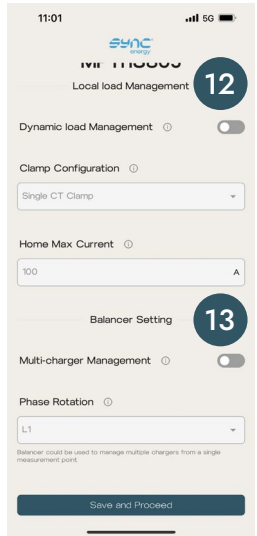 11:01
5G
sync
energy
12
Local load Management
Dynamic load Management
Clamp Configuration
Single CT Clamp
Home Max Current
100 A
13
Balancer Setting
Multi-charger Management
Phase Rotation
L1
Balancer could be used to manage multiple chargers from a single
measurement point
Save and Proceed